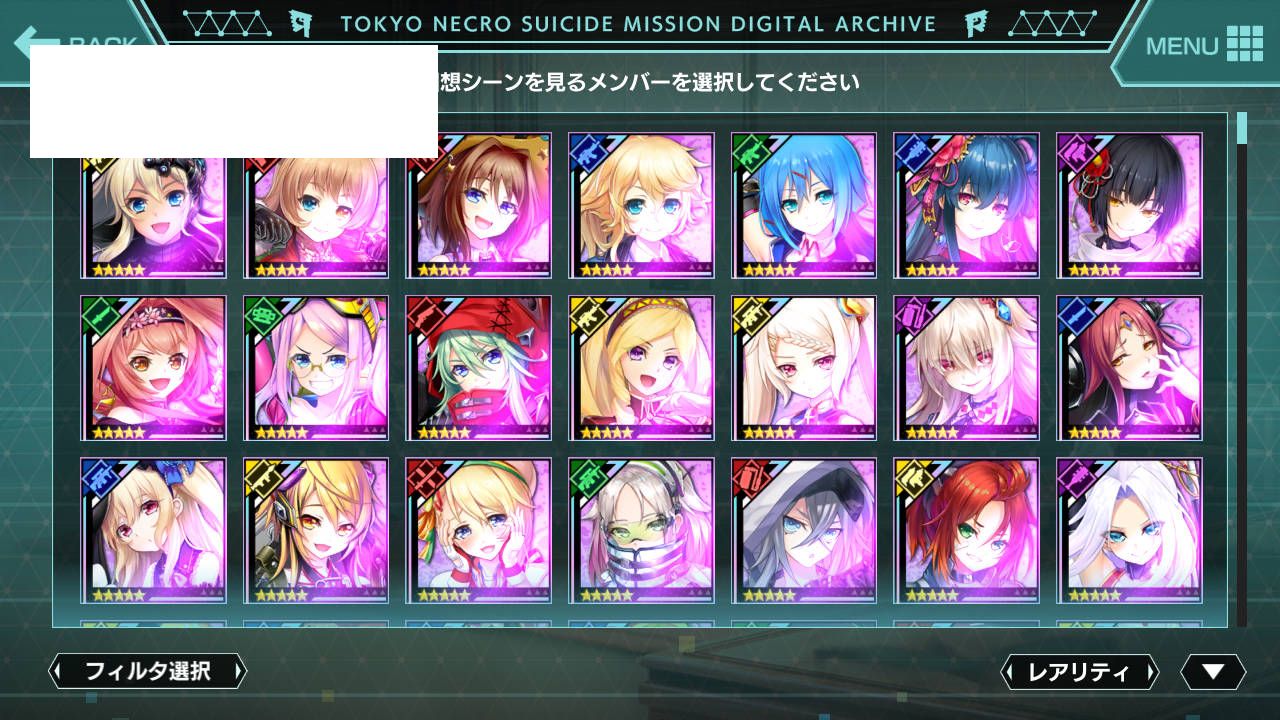 TOKYO NECRO SUICIDE MISSION DIGITAL ARCHIVE
BACK
MENU
想シーンを見るメンバーを選択してください
フィルタ選択
レアリティ